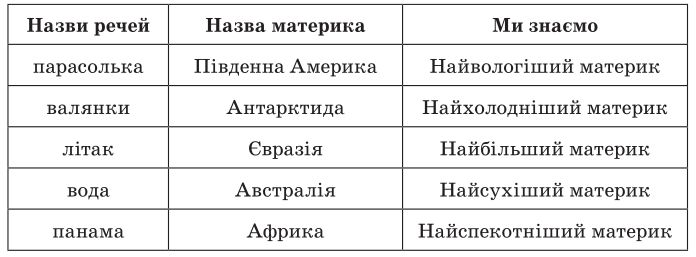 Назви речей Назва материка Ми знаємо
парасолька Південна Америка Найвологіший материк
валянки Антарктида Найхолодніший материк
літак Євразія Найбільший материк
вода Австралія Найсухіший материк
панама Африка Найспекотніший материк